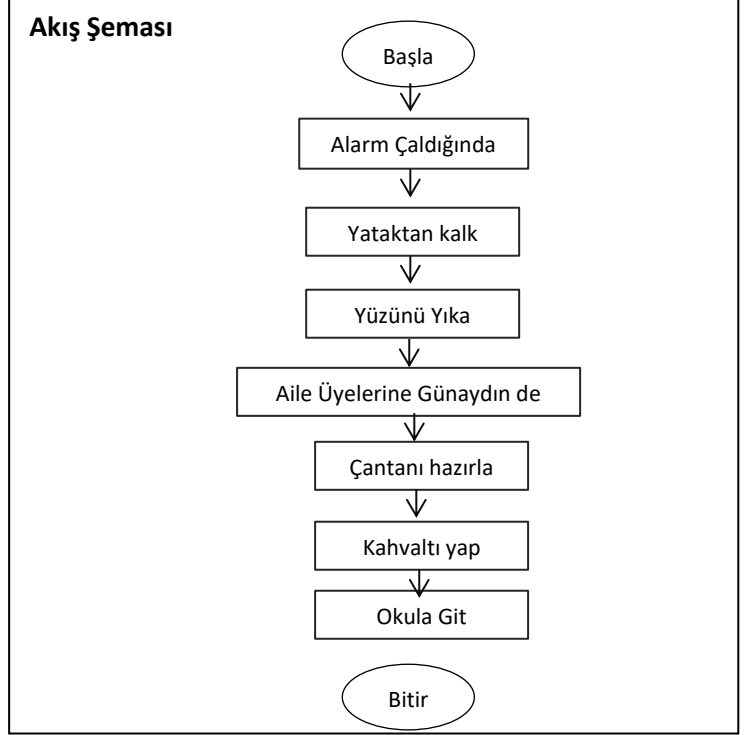 Akış Şeması
Başla
Alarm Çaldığında
Yataktan kalk
Yüzünü Yıka
Aile Üyelerine Günaydın de
Çantanı hazırla
Kahvaltı yap
Okula Git
Bitir